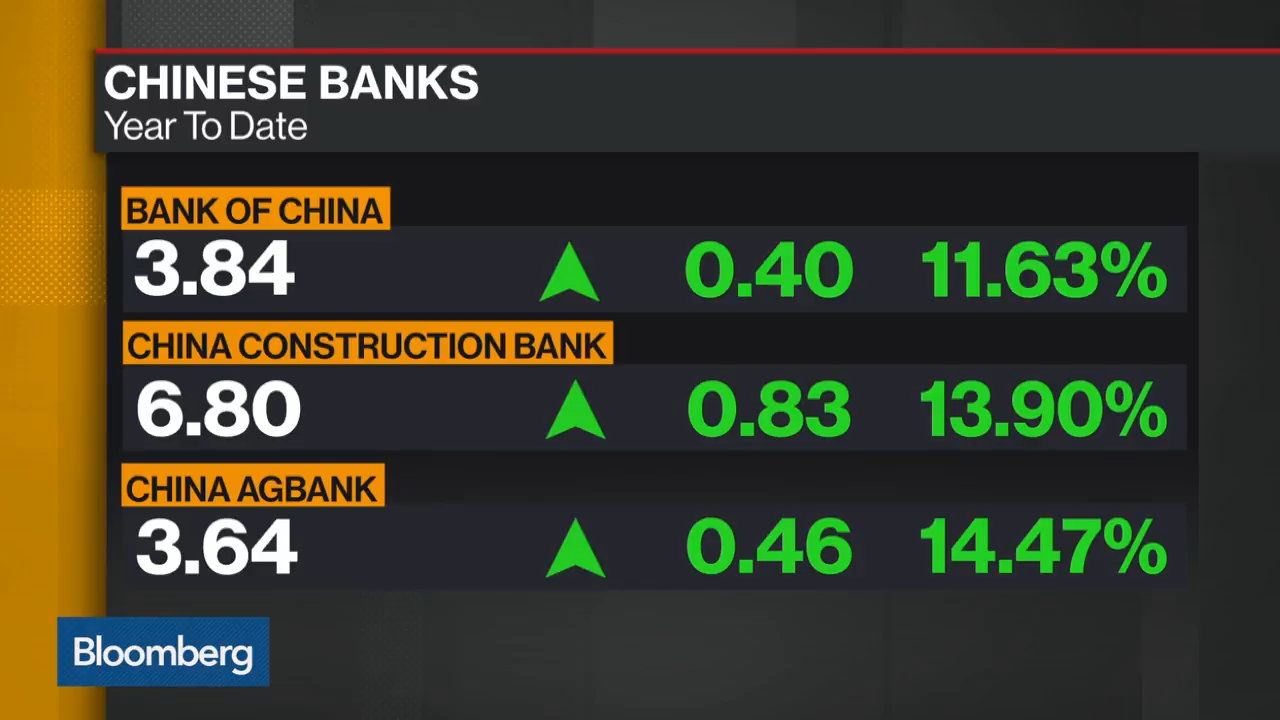 CHINESE BANKS
Year To Date
BANK OF CHINA
3.84 ▲ 0.40 11.63%
CHINA CONSTRUCTION BANK
6.80 ▲ 0.83 13.90%
CHINA AGBANK
3.64 ▲ 0.46 14.47%
Bloomberg